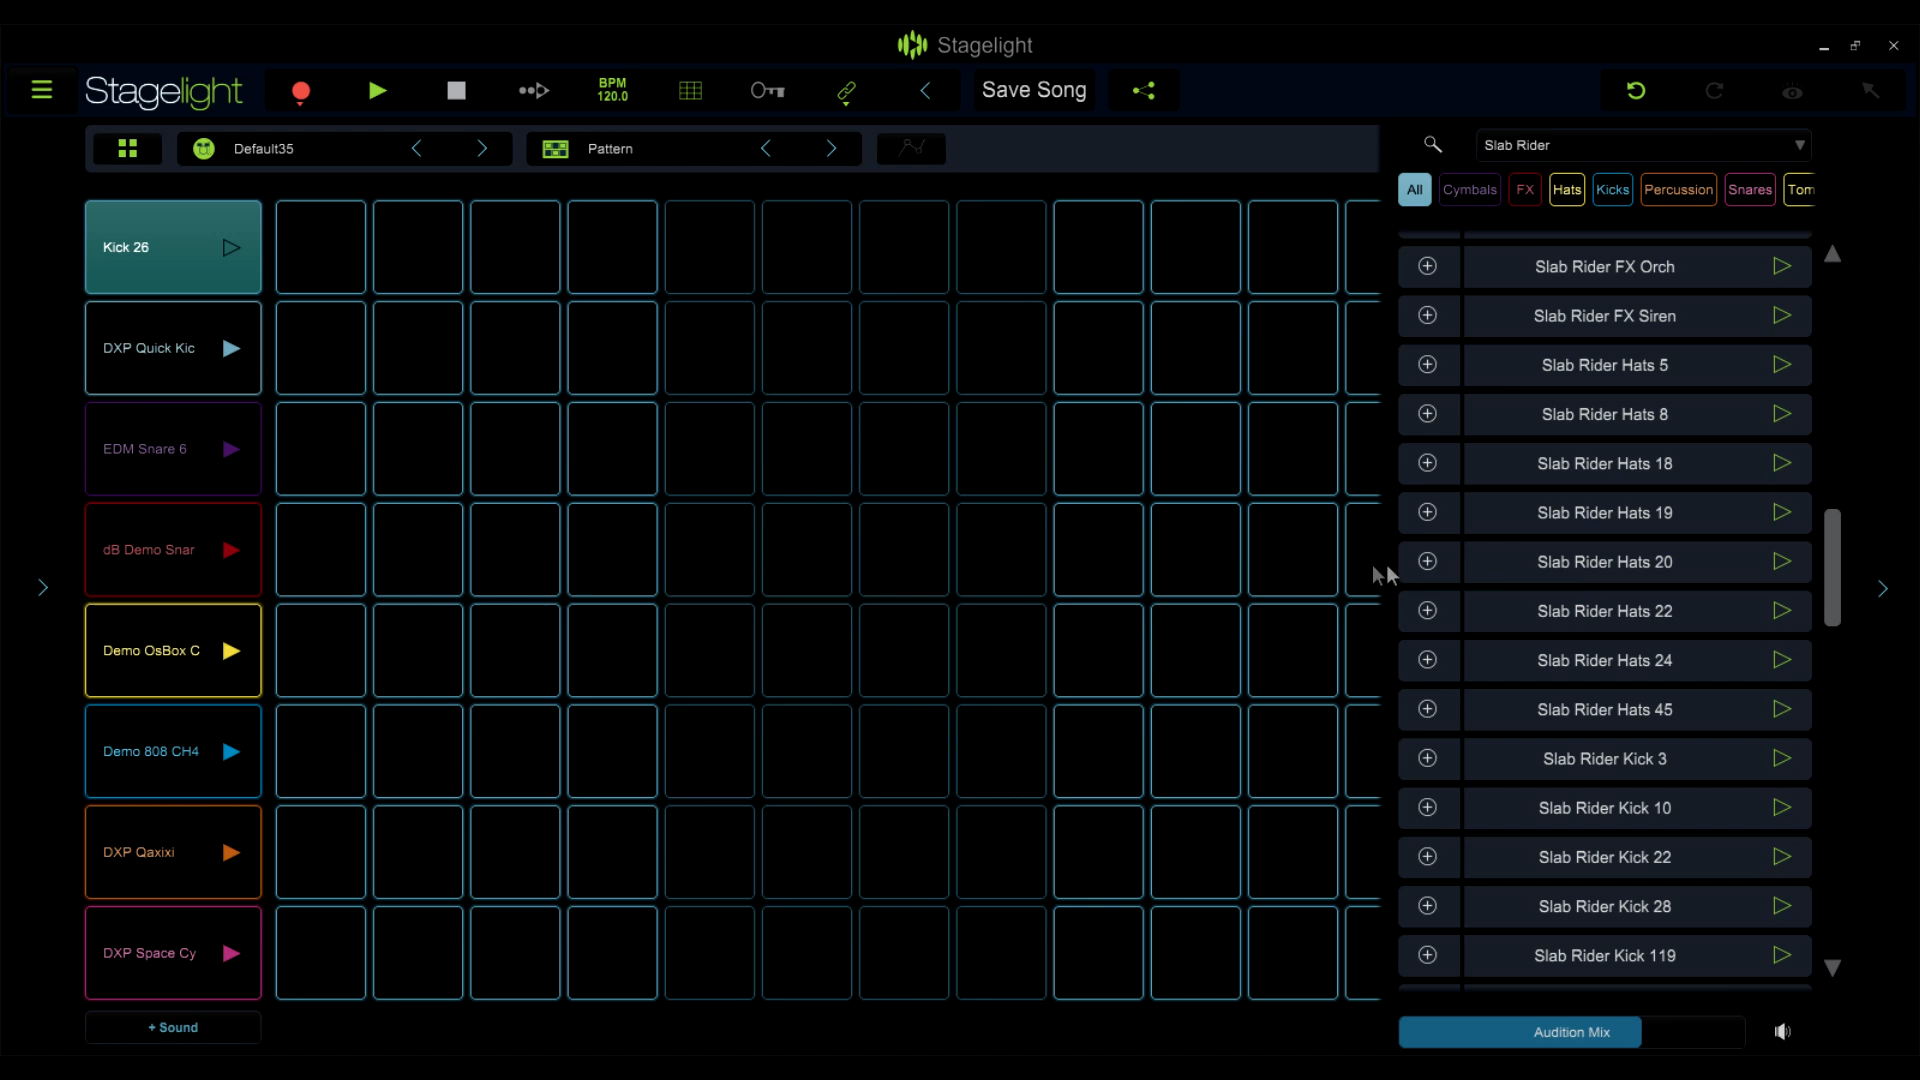 Stagelight
Stagelight
BPM
120.0
Save Song
Default35
Pattern
Slab Rider
All Cymbals FX Hats Kicks Percussion Snares Tom
Kick 26
DXP Quick Kic
EDM Snare 6
dB Demo Snar
Demo OsBox C
Demo 808 CH4
DXP Qaxixi
DXP Space Cy
+ Sound
Slab Rider FX Orch
Slab Rider FX Siren
Slab Rider Hats 5
Slab Rider Hats 8
Slab Rider Hats 18
Slab Rider Hats 19
Slab Rider Hats 20
Slab Rider Hats 22
Slab Rider Hats 24
Slab Rider Hats 45
Slab Rider Kick 3
Slab Rider Kick 10
Slab Rider Kick 22
Slab Rider Kick 28
Slab Rider Kick 119
Audition Mix